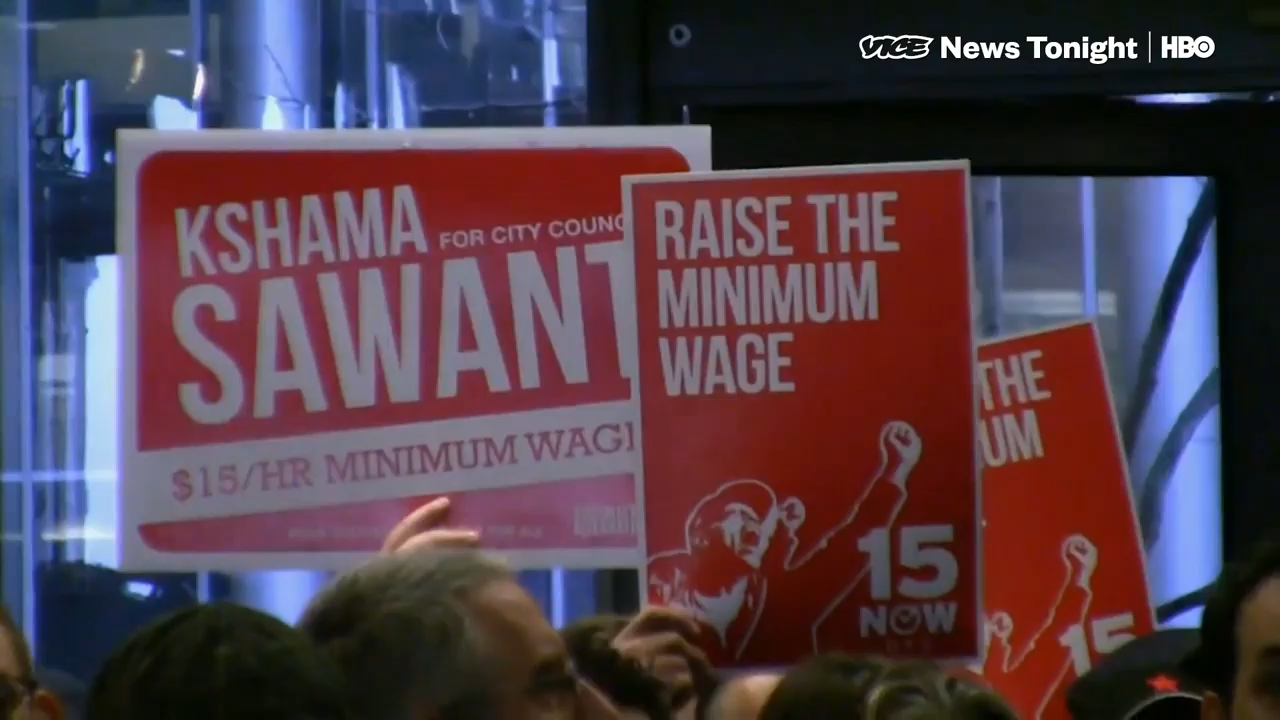 VICE News Tonight | HBO
KSHAMA
FOR CITY COUNC
SAWANT
$15/HR MINIMUM WAGE
RAISE THE
MINIMUM
WAGE
15
NOW
THE
UM
15